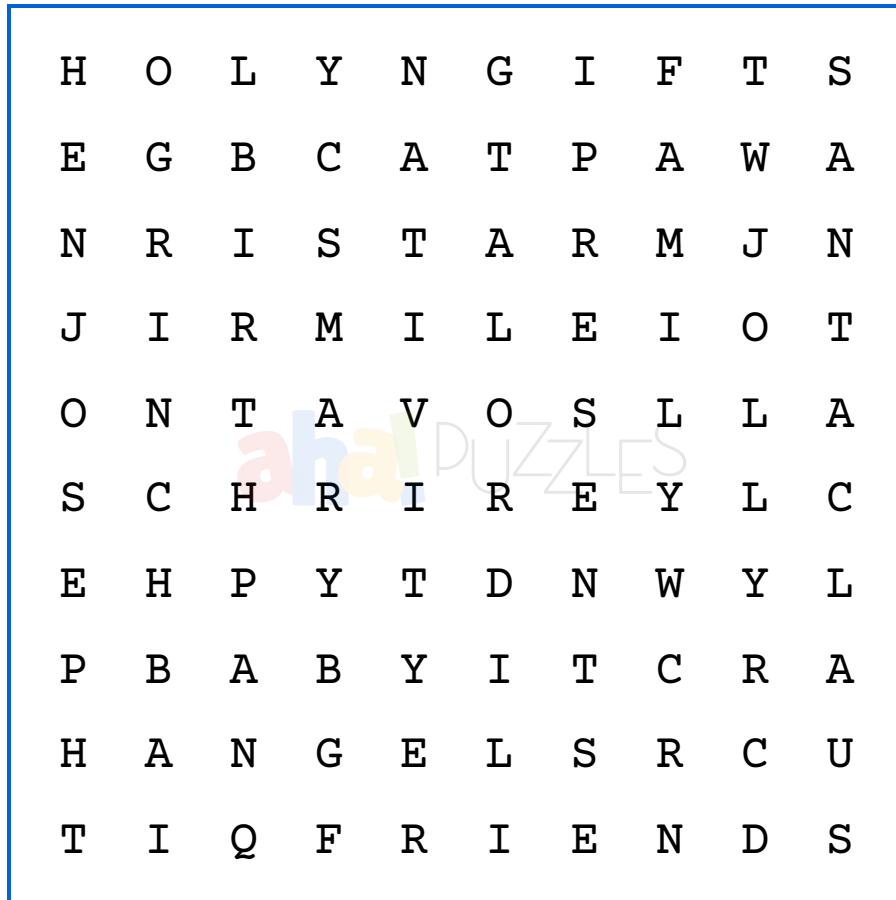 H O L Y N G I F T S
E G B C A T P A W A
N R I S T A R M J N
J I R M I L E I O T
O N T A V O S L L A
aha! PUZZLES
S C H R I R E Y L C
E H P Y T D N W Y L
P B A B Y I T C R A
H A N G E L S R C U
T I Q F R I E N D S